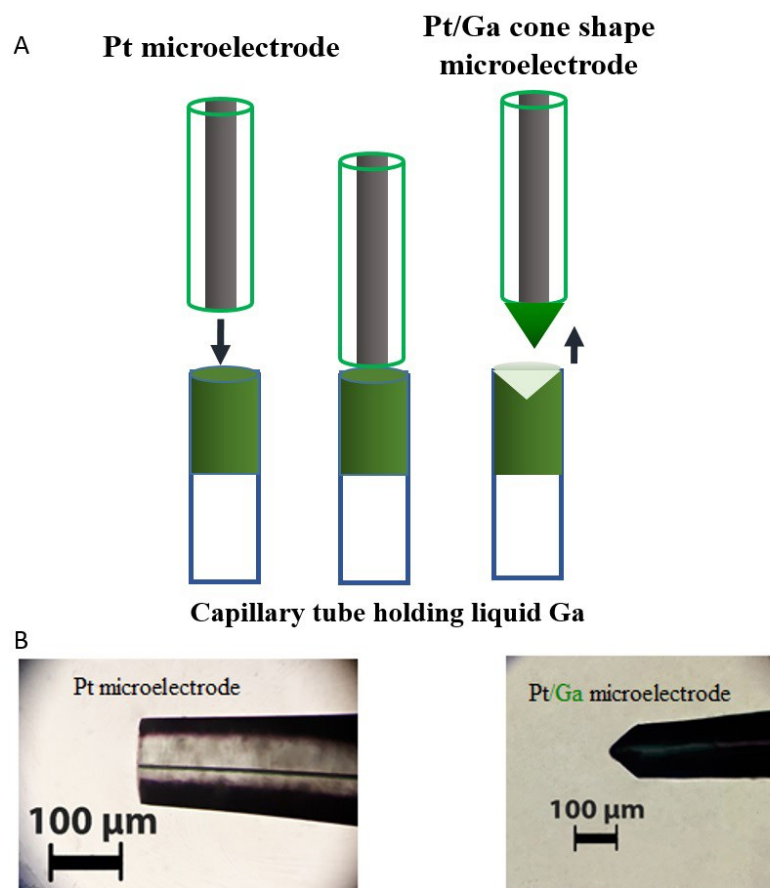 A
Pt microelectrode
Pt/Ga cone shape
microelectrode
Capillary tube holding liquid Ga
B
Pt microelectrode
100 μm
Pt/Ga microelectrode
100 μm